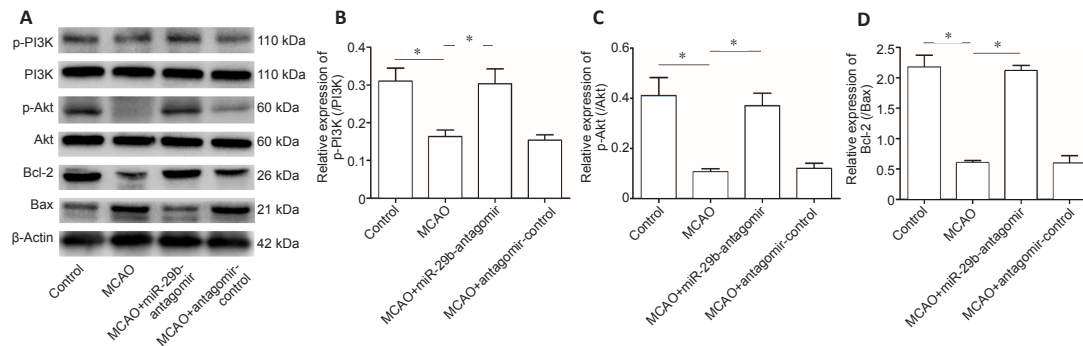 A
p-PI3K
110 kDa
PI3K
110 kDa
p-Akt
60 kDa
Akt
60 kDa
Bcl-2
26 kDa
Bax
21 kDa
β-Actin
42 kDa
Control
MCAO
MCAO+miR-29b-
antagomir
MCAO+antagomir-
control
B
Relative expression of
p-PI3K (/PI3K)
0.4
0.3
0.2
0.1
0
*
*
Control
MCAO
MCAO+miR-29b-antagomir
MCAO+antagomir-control
C
Relative expression of
p-Akt (/Akt)
0.6
0.4
0.2
0
*
*
Control
MCAO
MCAO+miR-29b-antagomir
MCAO+antagomir-control
D
Relative expression of
Bcl-2 (/Bax)
2.5
2.0
1.5
1.0
0.5
0.0
*
*
Control
MCAO
MCAO+miR-29b-antagomir
MCAO+antagomir-control